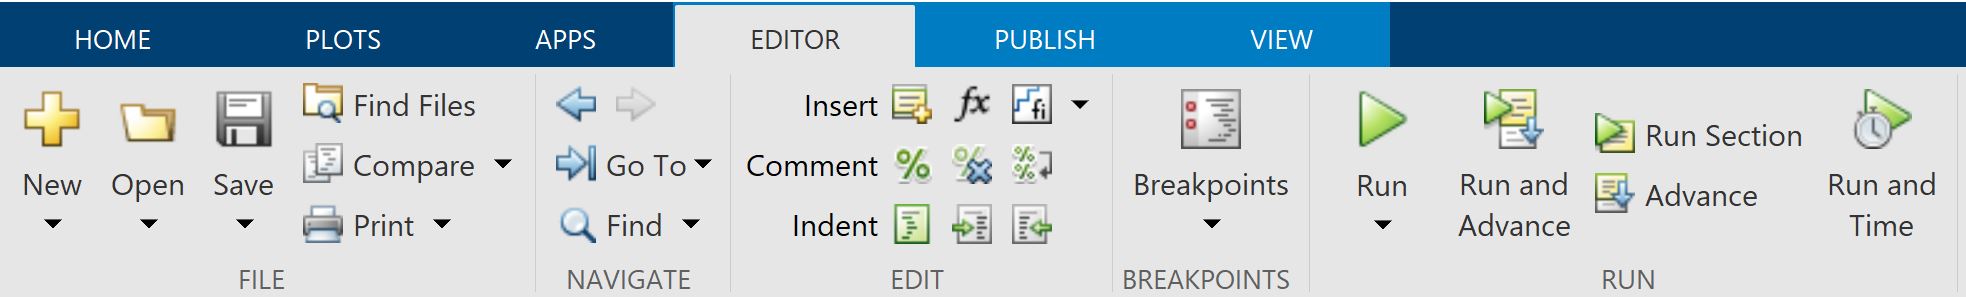 HOME PLOTS APPS EDITOR PUBLISH VIEW
New
Open
Save
Find Files
Compare
Print
FILE
Go To
Find
NAVIGATE
Insert fx fi
Comment % % %
%
Indent
EDIT
Breakpoints
BREAKPOINTS
Run
Run and
Advance
Run Section
Advance
Run and
Time
RUN